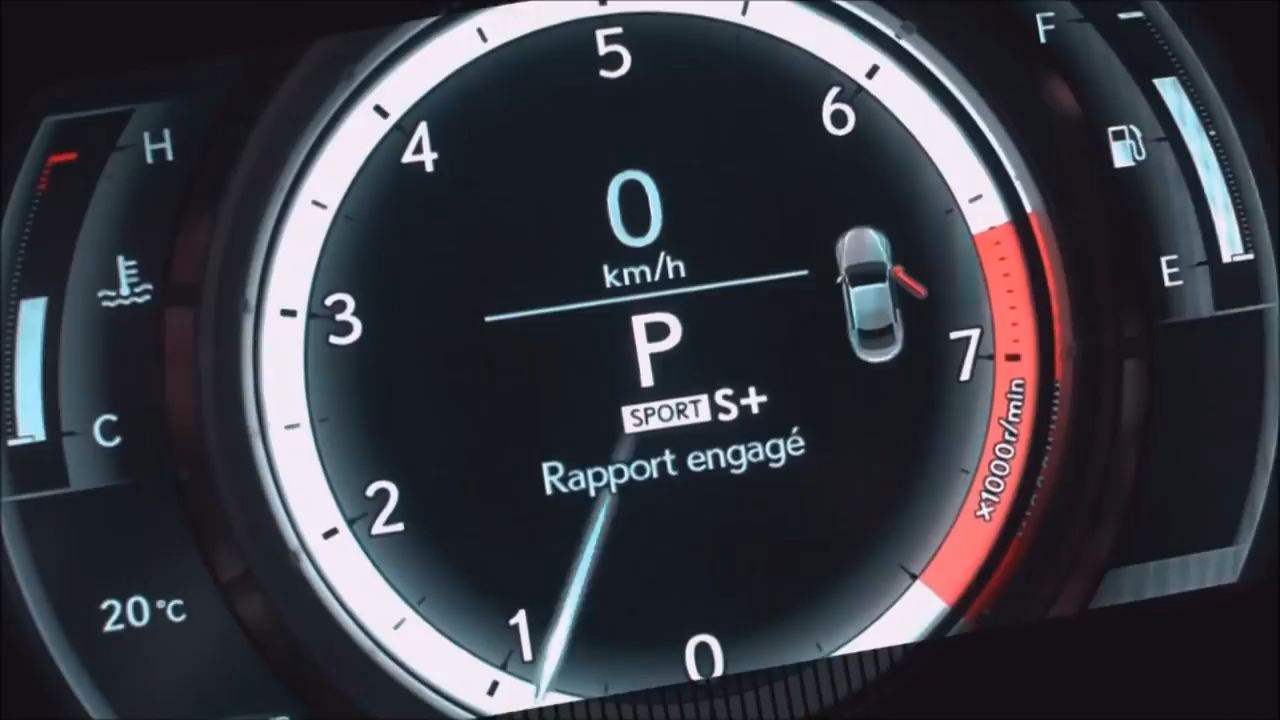 H
C
20°C
5
4
6
3
7
2
1
0
x1000r/min
0
km/h
P
SPORT S+
Rapport engagé
F
E